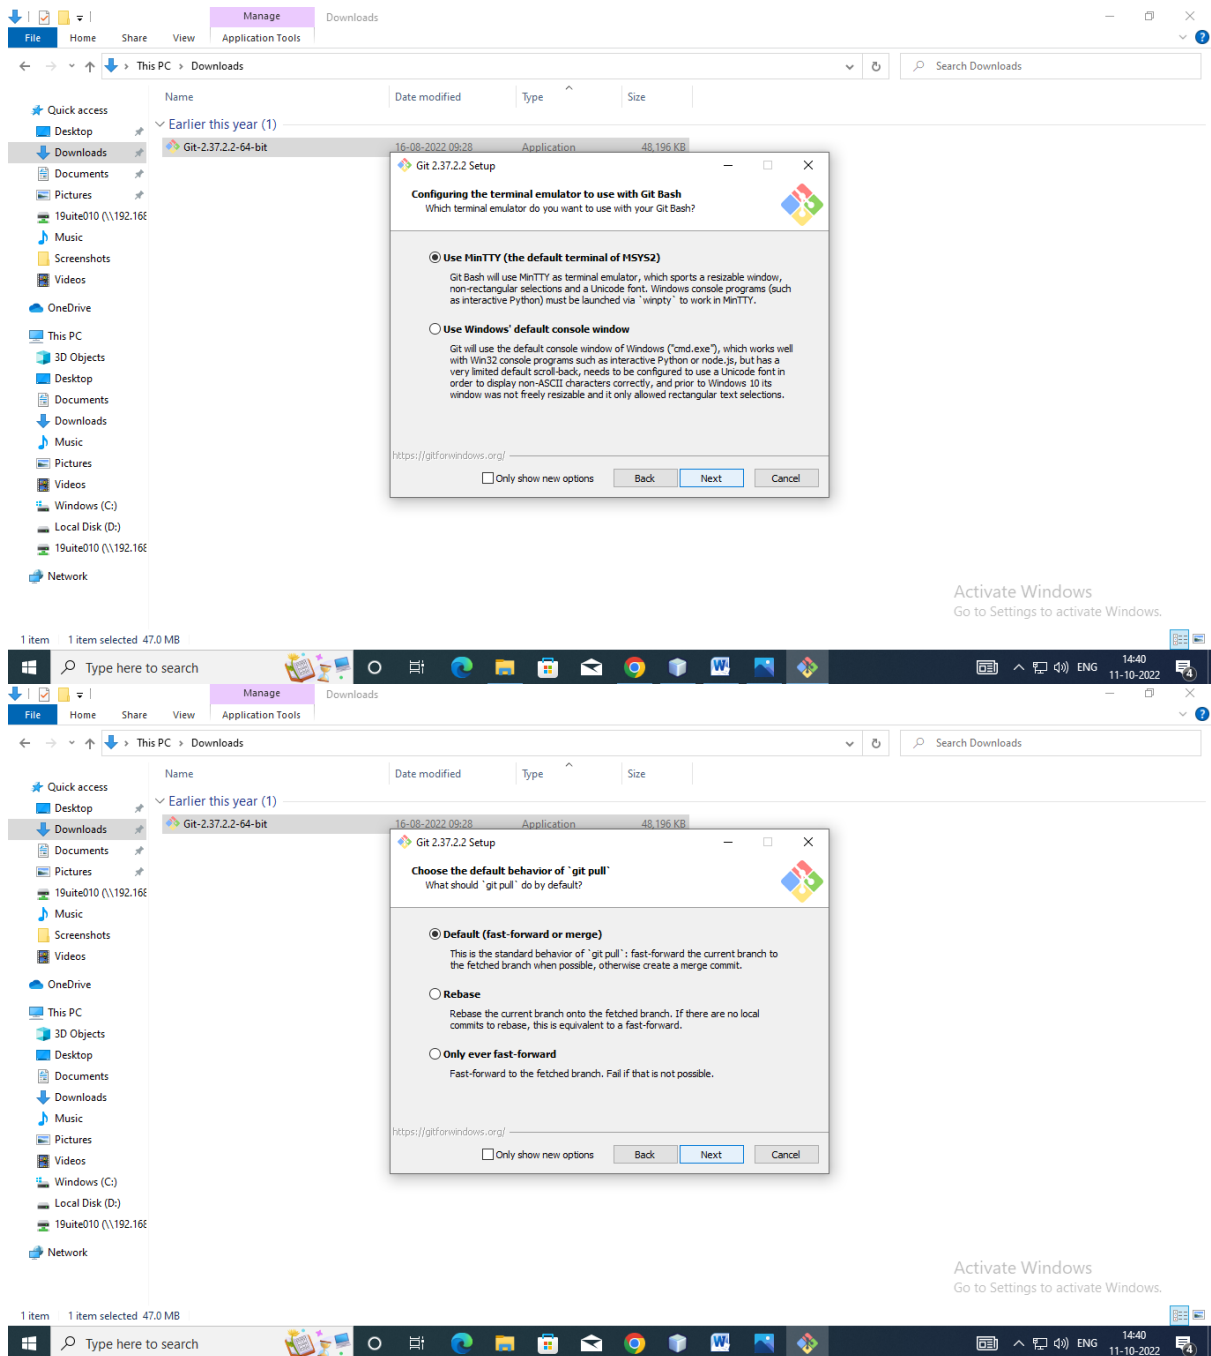 Manage Downloads
File Home Share View Application Tools
This PC > Downloads Search Downloads
Name Date modified Type Size
Quick access
Earlier this year (1)
Desktop
Git-2.37.2.2-64-bit 16-08-2022 09:28 Application 48,196 KB
Downloads
Documents
Pictures
19uite010 (\\192.168
Music
Screenshots
Videos
OneDrive
This PC
3D Objects
Desktop
Documents
Downloads
Music
Pictures
Videos
Windows (C:)
Local Disk (D:)
19uite010 (\\192.168
Network
Git 2.37.2.2 Setup
Configuring the terminal emulator to use with Git Bash
Which terminal emulator do you want to use with your Git Bash?
Use MinTTY (the default terminal of MSYS2)
Git Bash will use MinTTY as terminal emulator, which sports a resizable window,
non-rectangular selections and a Unicode font. Windows console programs (such
as interactive Python) must be launched via `winpty` to work in MinTTY.
Use Windows' default console window
Git will use the default console window of Windows ("cmd.exe"), which works well
with Win32 console programs such as interactive Python or node.js, but has a
very limited default scroll-back, needs to be configured to use a Unicode font in
order to display non-ASCII characters correctly, and prior to Windows 10 its
window was not freely resizable and it only allowed rectangular text selections.
https://gitforwindows.org/
Only show new options Back Next Cancel
Activate Windows
Go to Settings to activate Windows.
1 item 1 item selected 47.0 MB
Type here to search ENG 14:40
11-10-2022 4
Manage Downloads
File Home Share View Application Tools
This PC > Downloads Search Downloads
Name Date modified Type Size
Quick access
Earlier this year (1)
Desktop
Git-2.37.2.2-64-bit 16-08-2022 09:28 Application 48,196 KB
Downloads
Documents
Pictures
19uite010 (\\192.168
Music
Screenshots
Videos
OneDrive
This PC
3D Objects
Desktop
Documents
Downloads
Music
Pictures
Videos
Windows (C:)
Local Disk (D:)
19uite010 (\\192.168
Network
Git 2.37.2.2 Setup
Choose the default behavior of `git pull`
What should `git pull` do by default?
Default (fast-forward or merge)
This is the standard behavior of `git pull`: fast-forward the current branch to
the fetched branch when possible, otherwise create a merge commit.
Rebase
Rebase the current branch onto the fetched branch. If there are no local
commits to rebase, this is equivalent to a fast-forward.
Only ever fast-forward
Fast-forward to the fetched branch. Fail if that is not possible.
https://gitforwindows.org/
Only show new options Back Next Cancel
Activate Windows
Go to Settings to activate Windows.
1 item 1 item selected 47.0 MB
Type here to search ENG 14:40
11-10-2022 4